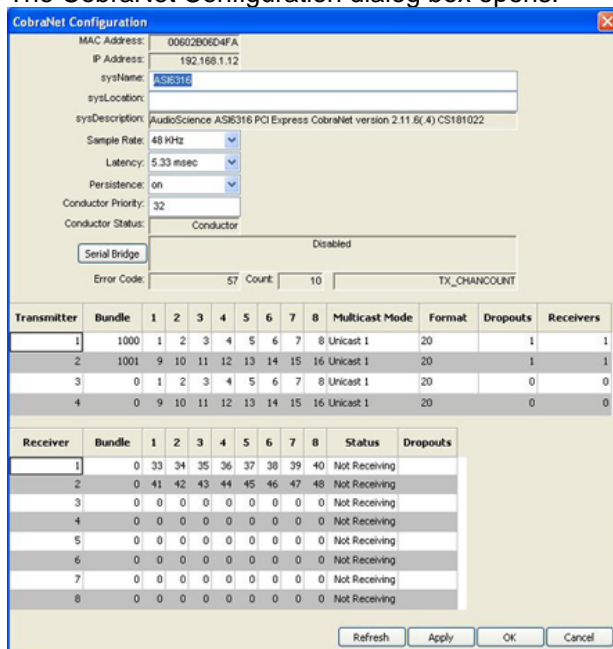 The CobraNet Configuration dialog box opens.
CobraNet Configuration
MAC Address: 00602B06D4FA
IP Address: 192.168.1.12
sysName: ASI6316
sysLocation:
sysDescription: AudioScience ASI6316 PCI Express CobraNet version 2.11.6(.4) CS181022
Sample Rate: 48 KHz
Latency: 5.33 msec
Persistence: on
Conductor Priority: 32
Conductor Status: Conductor
Serial Bridge Disabled
Error Code: 57 Count: 10 TX_CHANCOUNT
Transmitter Bundle 1 2 3 4 5 6 7 8 Multicast Mode Format Dropouts Receivers
1 1000 1 2 3 4 5 6 7 8 Unicast 1 20 1 1
2 1001 9 10 11 12 13 14 15 16 Unicast 1 20 1 1
3 0 1 2 3 4 5 6 7 8 Unicast 1 20 0 0
4 0 9 10 11 12 13 14 15 16 Unicast 1 20 0 0
Receiver Bundle 1 2 3 4 5 6 7 8 Status Dropouts
1 0 33 34 35 36 37 38 39 40 Not Receiving
2 0 41 42 43 44 45 46 47 48 Not Receiving
3 0 0 0 0 0 0 0 0 0 Not Receiving
4 0 0 0 0 0 0 0 0 0 Not Receiving
5 0 0 0 0 0 0 0 0 0 Not Receiving
6 0 0 0 0 0 0 0 0 0 Not Receiving
7 0 0 0 0 0 0 0 0 0 Not Receiving
8 0 0 0 0 0 0 0 0 0 Not Receiving
Refresh Apply OK Cancel